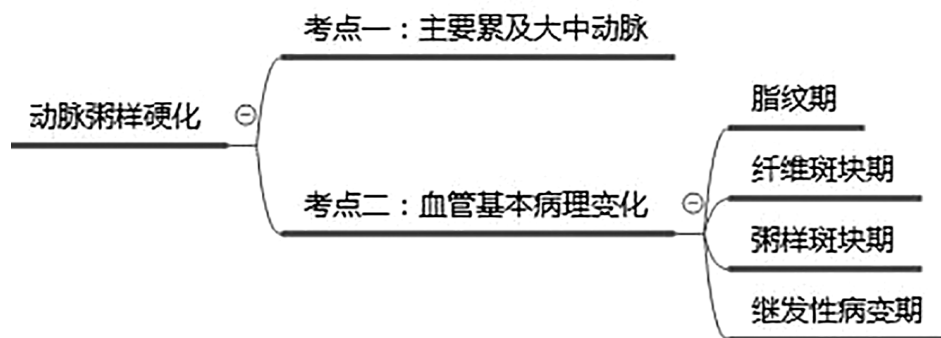 考点一：主要累及大中动脉
动脉粥样硬化
考点二：血管基本病理变化
脂纹期
纤维斑块期
粥样斑块期
继发性病变期